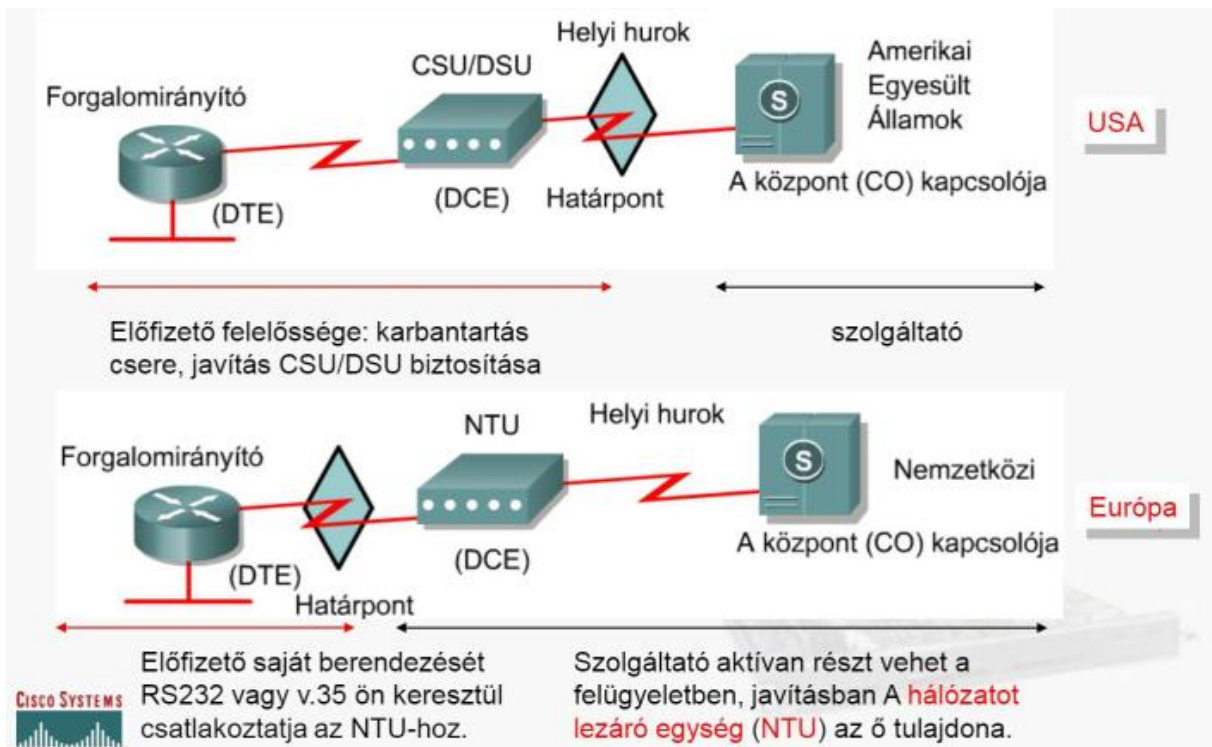 Helyi hurok
CSU/DSU
Forgalomirányító
S
Amerikai
Egyesült
Államok
USA
(DTE)
(DCE)
Határpont
A központ (CO) kapcsolója
Előfizető felelőssége: karbantartás
csere, javítás CSU/DSU biztosítása
szolgáltató
NTU
Helyi hurok
Forgalomirányító
S
Nemzetközi
Európa
(DTE)
(DCE)
A központ (CO) kapcsolója
Határpont
Előfizető saját berendezését
RS232 vagy v.35 ön keresztül
csatlakoztatja az NTU-hoz.
Szolgáltató aktívan részt vehet a
felügyeletben, javításban A hálózatot
lezáró egység (NTU) az ő tulajdona.
CISCO SYSTEMS